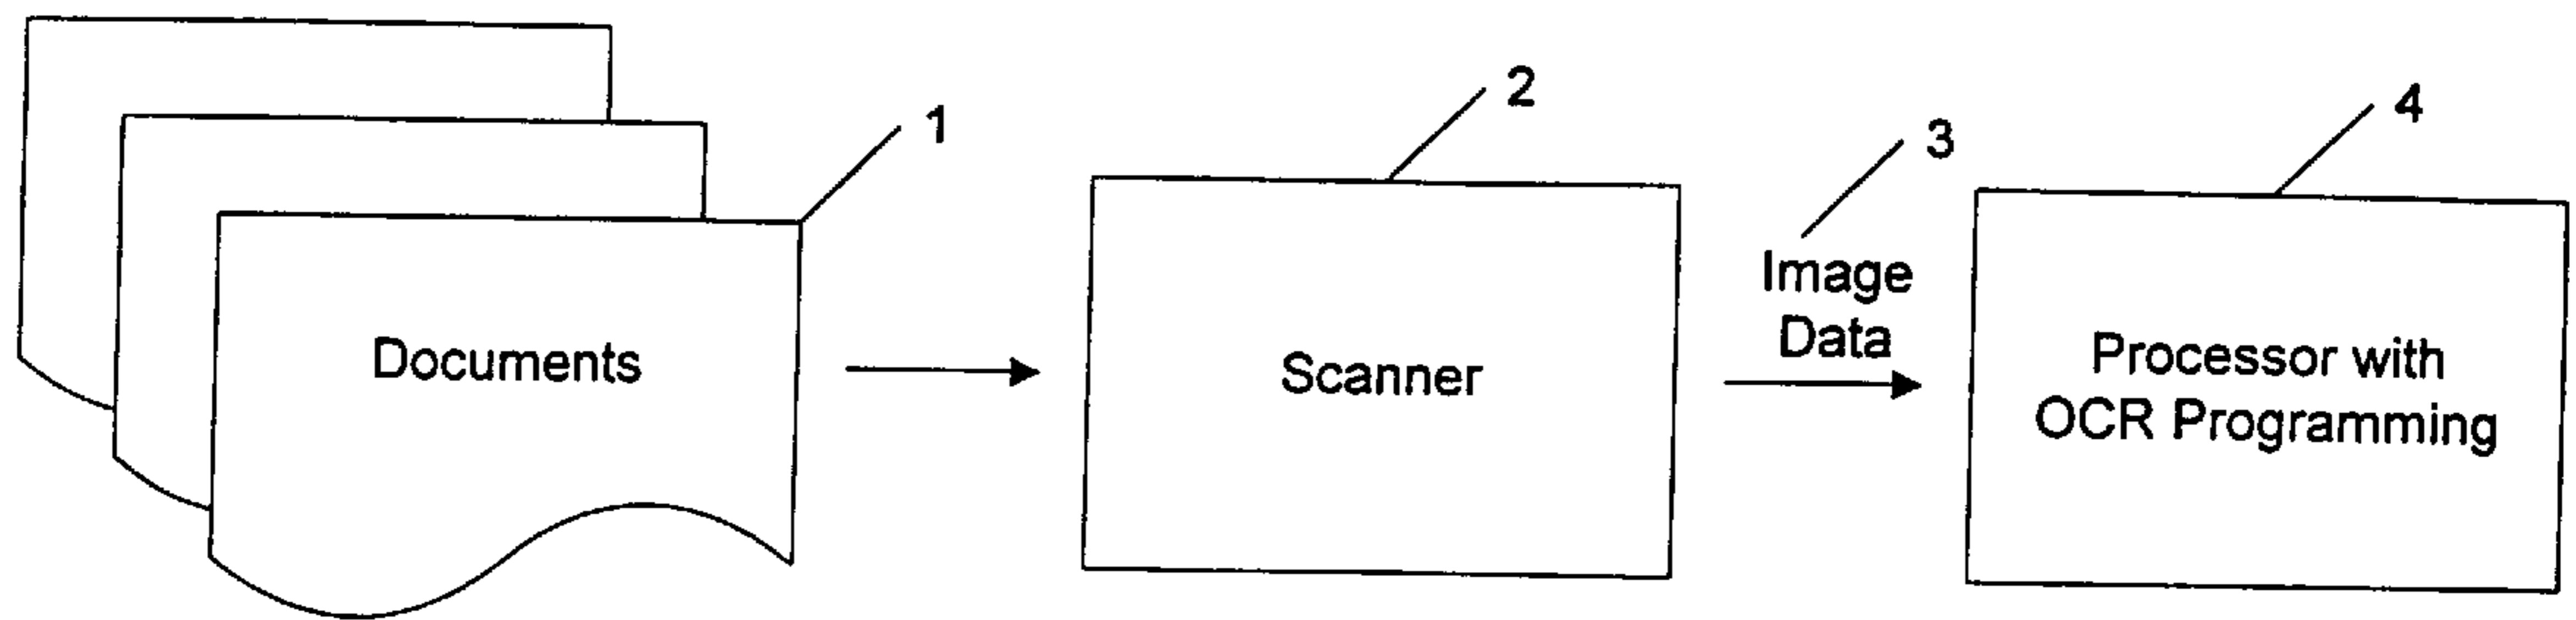 1
2
3
4
Documents
Scanner
Image
Data
Processor with
OCR Programming